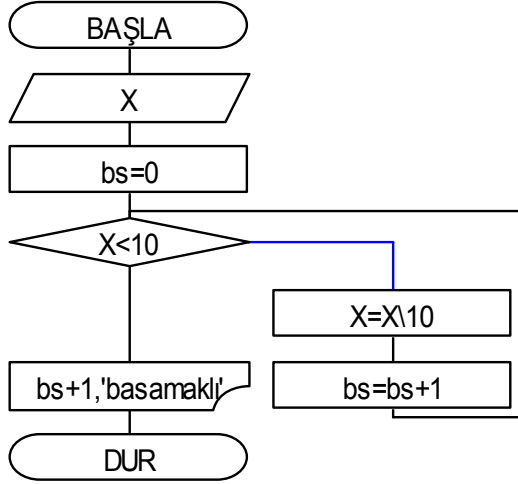 BAŞLA
X
bs=0
X<10
X=X\10
bs=bs+1
bs+1,'basamaklı'
DUR